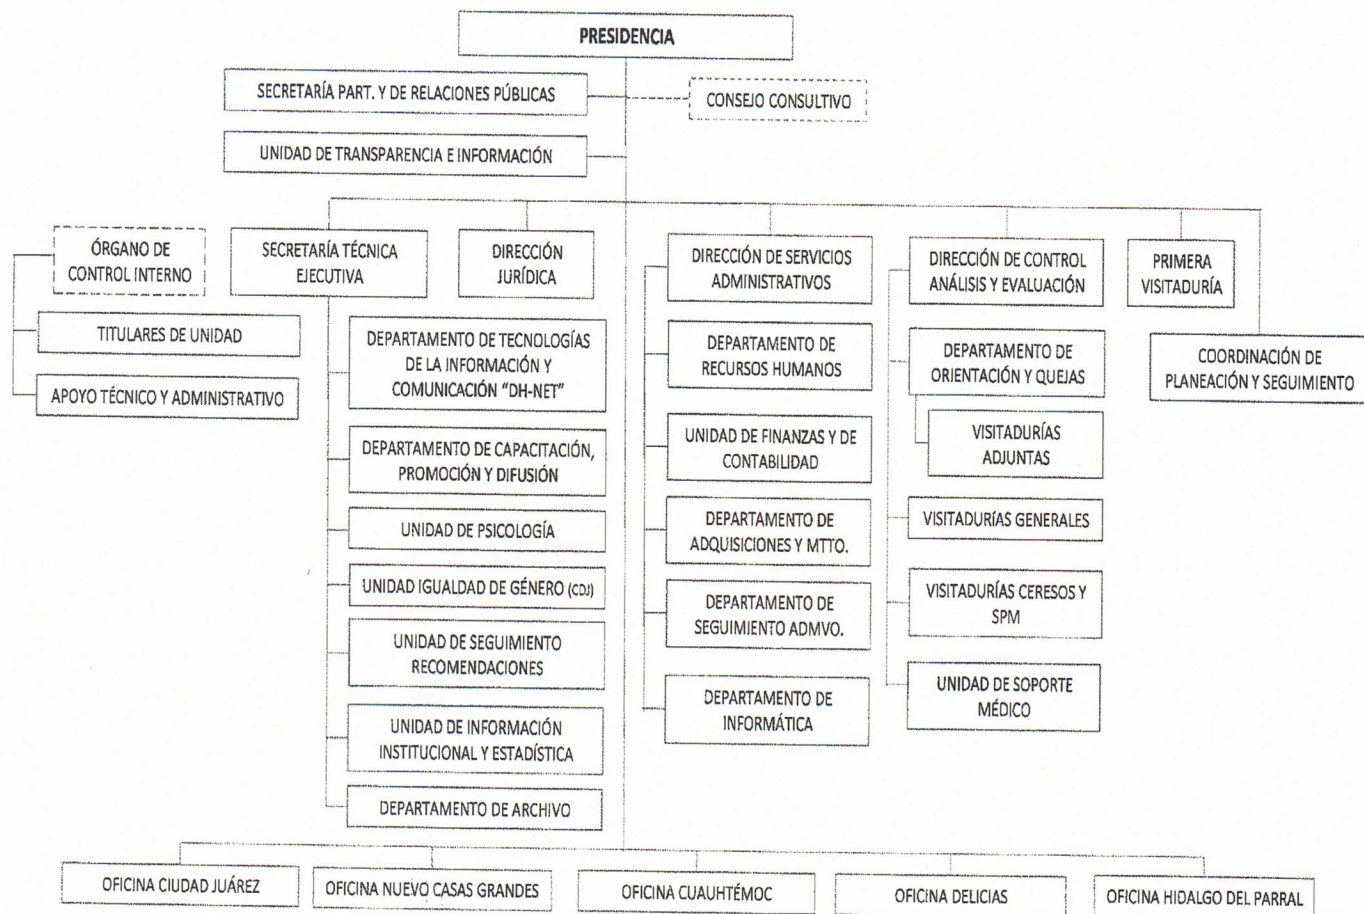 PRESIDENCIA
SECRETARÍA PART. Y DE RELACIONES PÚBLICAS
CONSEJO CONSULTIVO
UNIDAD DE TRANSPARENCIA E INFORMACIÓN
ÓRGANO DE
CONTROL INTERNO
TITULARES DE UNIDAD
APOYO TÉCNICO Y ADMINISTRATIVO
SECRETARÍA TÉCNICA
EJECUTIVA
DEPARTAMENTO DE TECNOLOGÍAS
DE LA INFORMACIÓN Y
COMUNICACIÓN "DH-NET"
DEPARTAMENTO DE CAPACITACIÓN,
PROMOCIÓN Y DIFUSIÓN
UNIDAD DE PSICOLOGÍA
UNIDAD IGUALDAD DE GÉNERO (CDJ)
UNIDAD DE SEGUIMIENTO
RECOMENDACIONES
UNIDAD DE INFORMACIÓN
INSTITUCIONAL Y ESTADÍSTICA
DEPARTAMENTO DE ARCHIVO
DIRECCIÓN
JURÍDICA
DIRECCIÓN DE SERVICIOS
ADMINISTRATIVOS
DEPARTAMENTO DE
RECURSOS HUMANOS
UNIDAD DE FINANZAS Y DE
CONTABILIDAD
DEPARTAMENTO DE
ADQUISICIONES Y MTTO.
DEPARTAMENTO DE
SEGUIMIENTO ADMVO.
DEPARTAMENTO DE
INFORMÁTICA
DIRECCIÓN DE CONTROL
ANÁLISIS Y EVALUACIÓN
DEPARTAMENTO DE
ORIENTACIÓN Y QUEJAS
VISITADURÍAS
ADJUNTAS
VISITADURÍAS GENERALES
VISITADURÍAS CERESOS Y
SPM
UNIDAD DE SOPORTE
MÉDICO
PRIMERA
VISITADURÍA
COORDINACIÓN DE
PLANEACIÓN Y SEGUIMIENTO
OFICINA CIUDAD JUÁREZ
OFICINA NUEVO CASAS GRANDES
OFICINA CUAUHTÉMOC
OFICINA DELICIAS
OFICINA HIDALGO DEL PARRAL